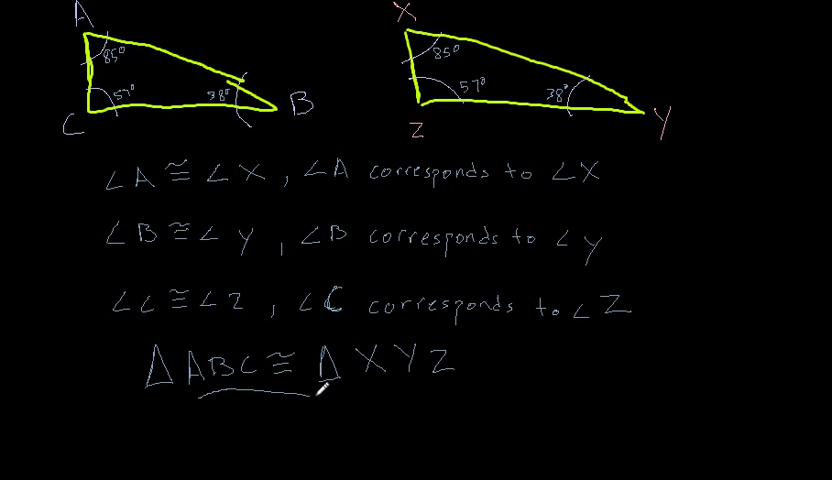 A X
85° 85°
57° 38° 57° 38°
C B Z Y
∠A ≅ ∠X, ∠A corresponds to ∠X
∠B ≅ ∠Y, ∠B corresponds to ∠Y
∠C ≅ ∠Z, ∠C corresponds to ∠Z
△ABC ≅ △XYZ